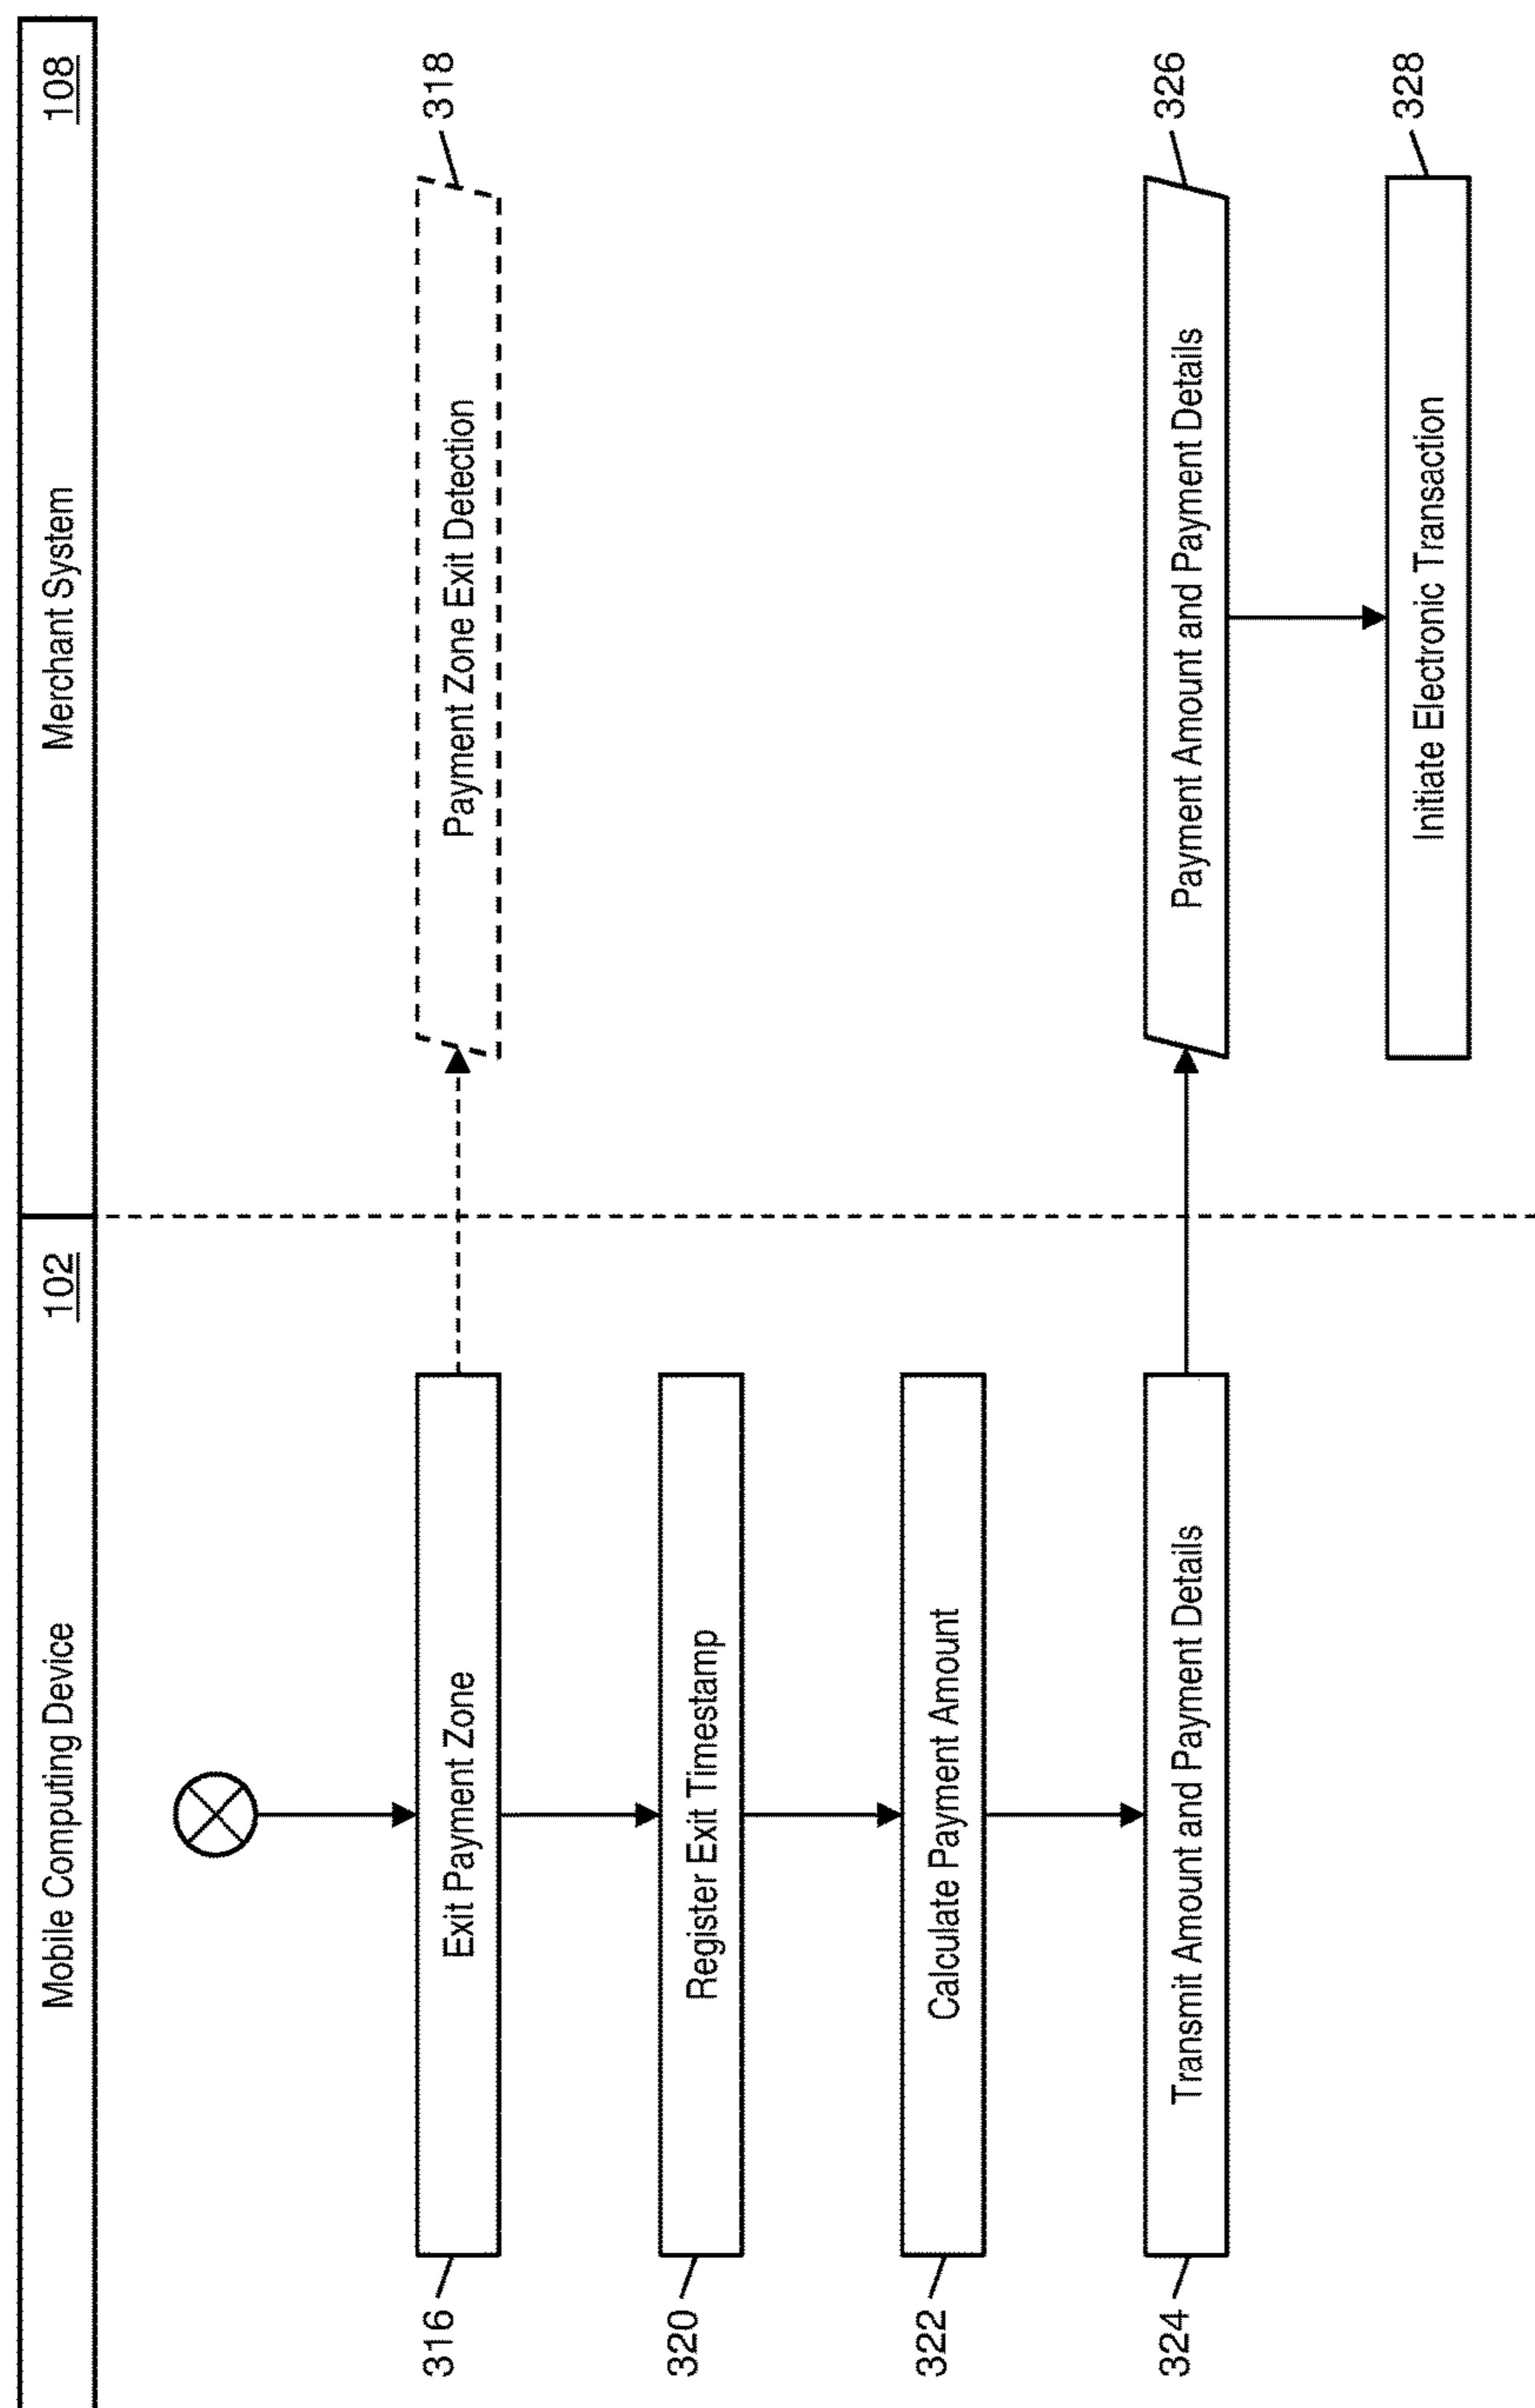 Mobile Computing Device 102
Merchant System 108
316
Exit Payment Zone
Payment Zone Exit Detection
318
320
Register Exit Timestamp
322
Calculate Payment Amount
324
Transmit Amount and Payment Details
Payment Amount and Payment Details
326
Initiate Electronic Transaction
328